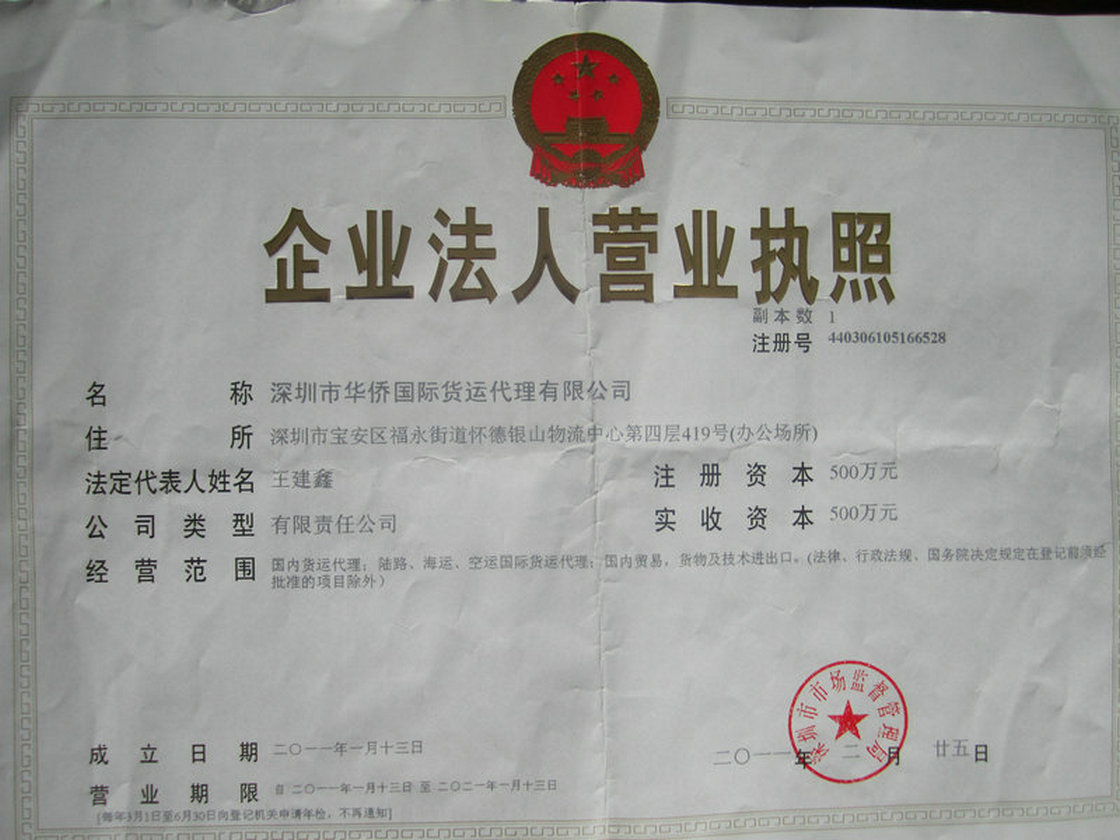 企业法人营业执照
副本数 1
注册号 440306105166528
名称 深圳市华侨国际货运代理有限公司
住所 深圳市宝安区福永街道怀德银山物流中心第四层419号(办公场所)
法定代表人姓名 王建鑫 注册资本 500万元
公司类型 有限责任公司 实收资本 500万元
经营范围 国内货运代理；陆路、海运、空运国际货运代理；国内贸易，货物及技术进出口。(法律、行政法规、国务院决定规定在登记前须经
批准的项目除外）
深圳市市场监督管理局
成立日期 二〇一一年一月十三日
二〇一一年二月廿五日
营业期限 自二〇一一年一月十三日至二〇二一年一月十三日
[每年3月1日至6月30日向登记机关申请年检，不再通知]